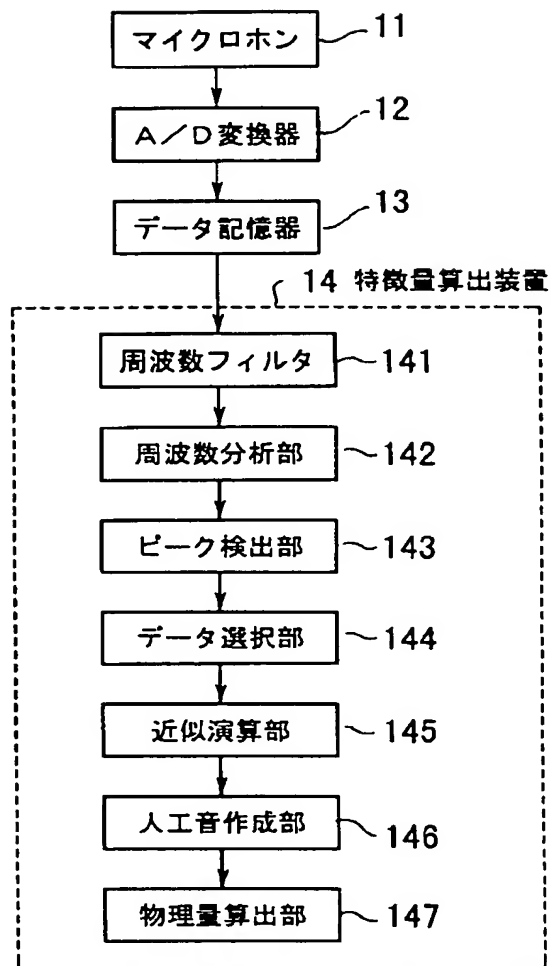 マイクロホン 11
A/D変換器 12
データ記憶器 13
14 特徴量算出装置
周波数フィルタ 141
周波数分析部 142
ピーク検出部 143
データ選択部 144
近似演算部 145
人工音作成部 146
物理量算出部 147